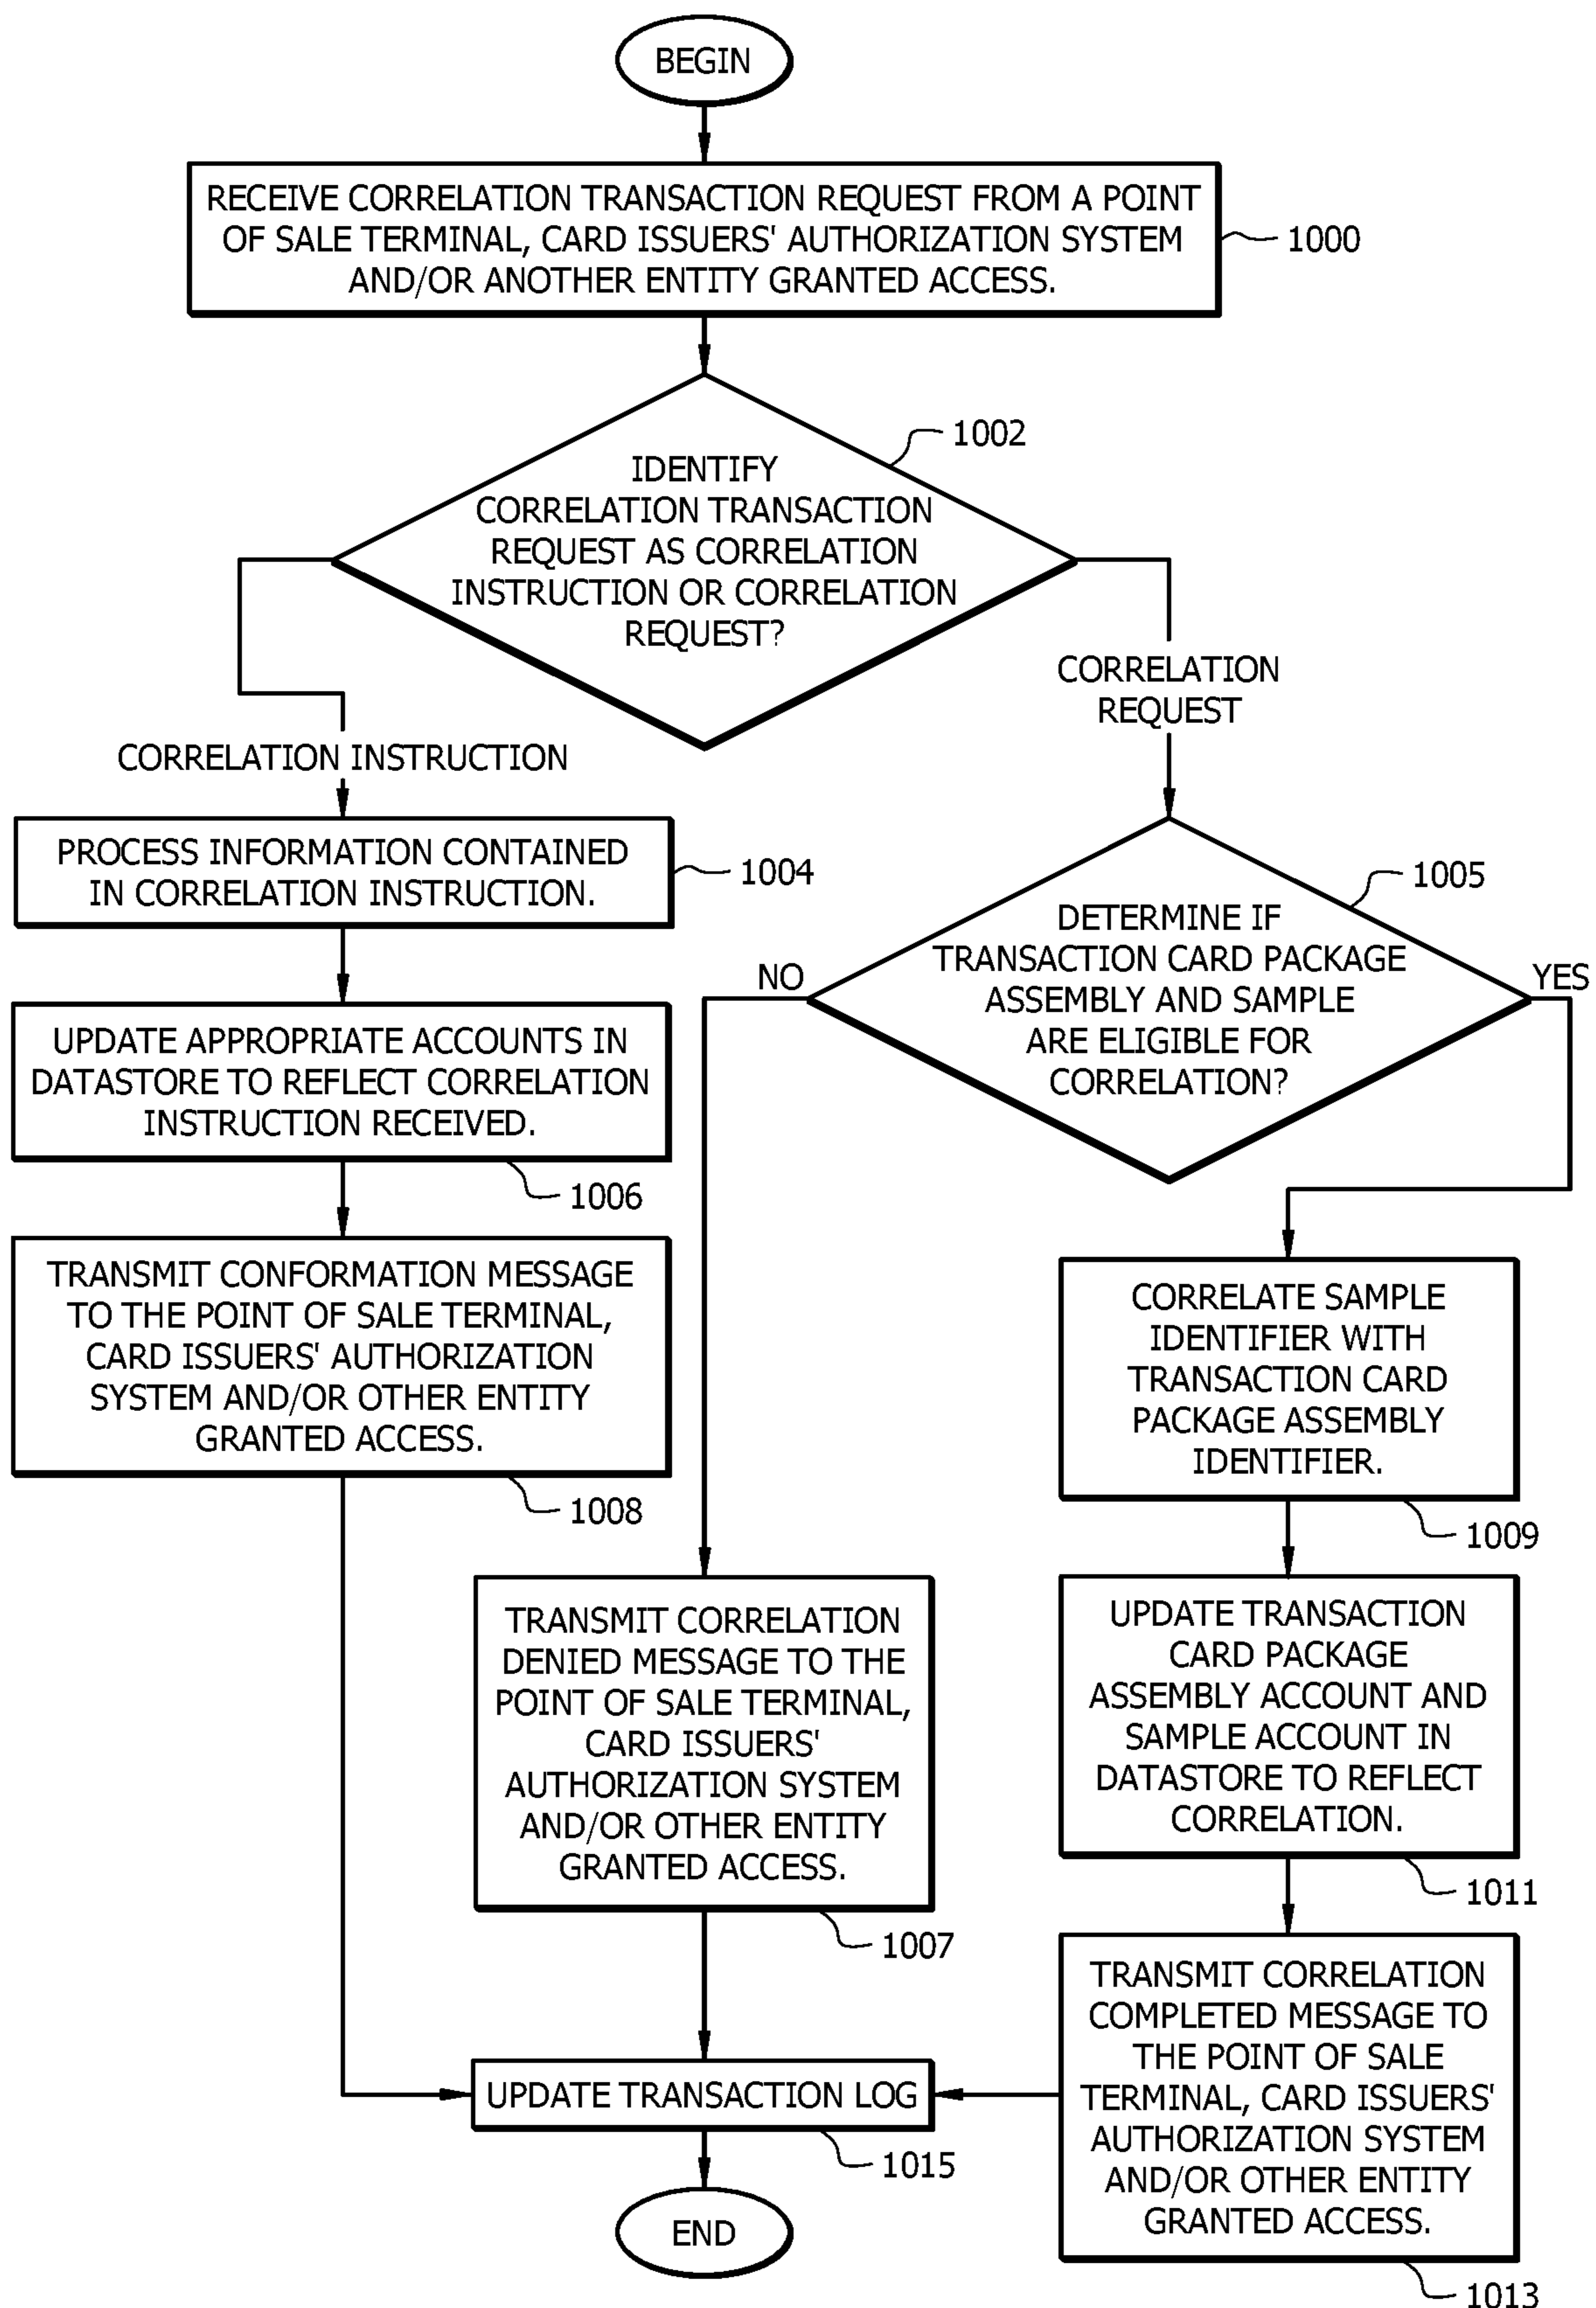 BEGIN
RECEIVE CORRELATION TRANSACTION REQUEST FROM A POINT
OF SALE TERMINAL, CARD ISSUERS' AUTHORIZATION SYSTEM
AND/OR ANOTHER ENTITY GRANTED ACCESS.
1000
1002
IDENTIFY
CORRELATION TRANSACTION
REQUEST AS CORRELATION
INSTRUCTION OR CORRELATION
REQUEST?
CORRELATION INSTRUCTION
CORRELATION
REQUEST
PROCESS INFORMATION CONTAINED
IN CORRELATION INSTRUCTION.
1004
UPDATE APPROPRIATE ACCOUNTS IN
DATASTORE TO REFLECT CORRELATION
INSTRUCTION RECEIVED.
1006
TRANSMIT CONFORMATION MESSAGE
TO THE POINT OF SALE TERMINAL,
CARD ISSUERS' AUTHORIZATION
SYSTEM AND/OR OTHER ENTITY
GRANTED ACCESS.
1008
1005
DETERMINE IF
TRANSACTION CARD PACKAGE
ASSEMBLY AND SAMPLE
ARE ELIGIBLE FOR
CORRELATION?
NO
YES
TRANSMIT CORRELATION
DENIED MESSAGE TO THE
POINT OF SALE TERMINAL,
CARD ISSUERS'
AUTHORIZATION SYSTEM
AND/OR OTHER ENTITY
GRANTED ACCESS.
1007
CORRELATE SAMPLE
IDENTIFIER WITH
TRANSACTION CARD
PACKAGE ASSEMBLY
IDENTIFIER.
1009
UPDATE TRANSACTION
CARD PACKAGE
ASSEMBLY ACCOUNT AND
SAMPLE ACCOUNT IN
DATASTORE TO REFLECT
CORRELATION.
1011
TRANSMIT CORRELATION
COMPLETED MESSAGE TO
THE POINT OF SALE
TERMINAL, CARD ISSUERS'
AUTHORIZATION SYSTEM
AND/OR OTHER ENTITY
GRANTED ACCESS.
1013
UPDATE TRANSACTION LOG
1015
END